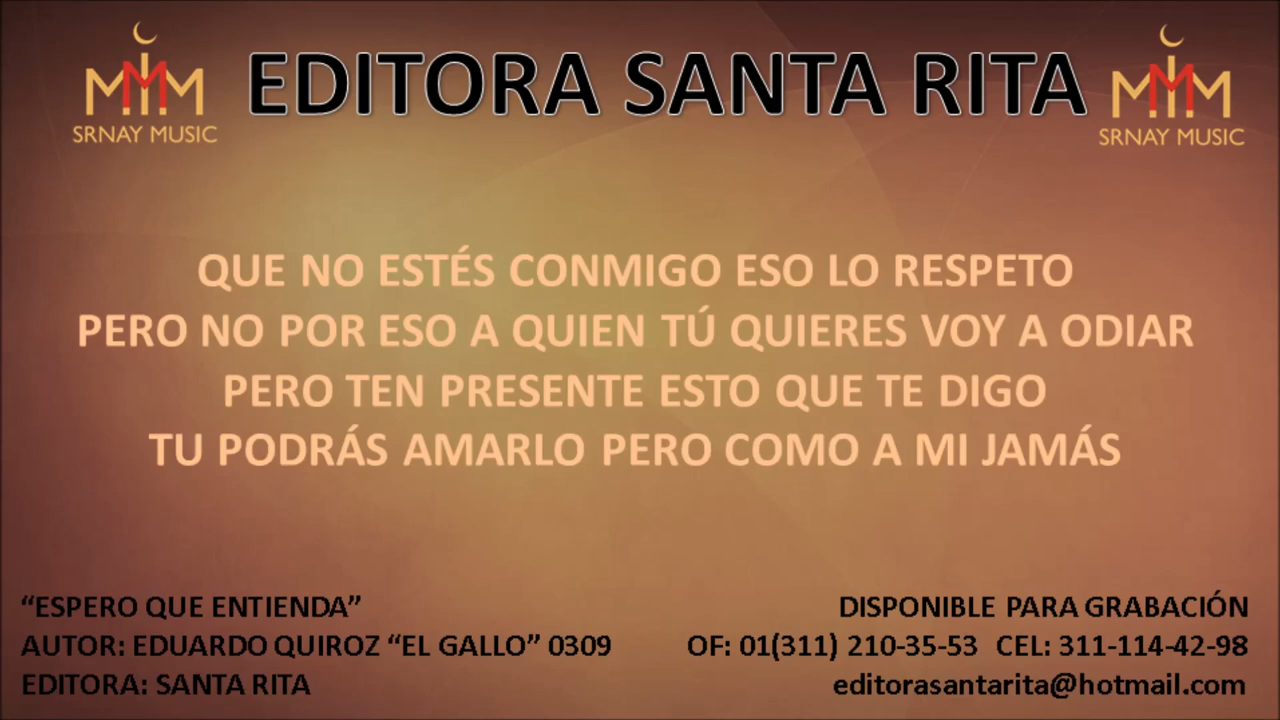 EDITORA SANTA RITA
SRNAY MUSIC
SRNAY MUSIC
QUE NO ESTÉS CONMIGO ESO LO RESPETO
PERO NO POR ESO A QUIEN TÚ QUIERES VOY A ODIAR
PERO TEN PRESENTE ESTO QUE TE DIGO
TU PODRÁS AMARLO PERO COMO A MI JAMÁS
“ESPERO QUE ENTIENDA”
AUTOR: EDUARDO QUIROZ “EL GALLO” 0309
EDITORA: SANTA RITA
DISPONIBLE PARA GRABACIÓN
OF: 01(311) 210-35-53 CEL: 311-114-42-98
editorasantarita@hotmail.com